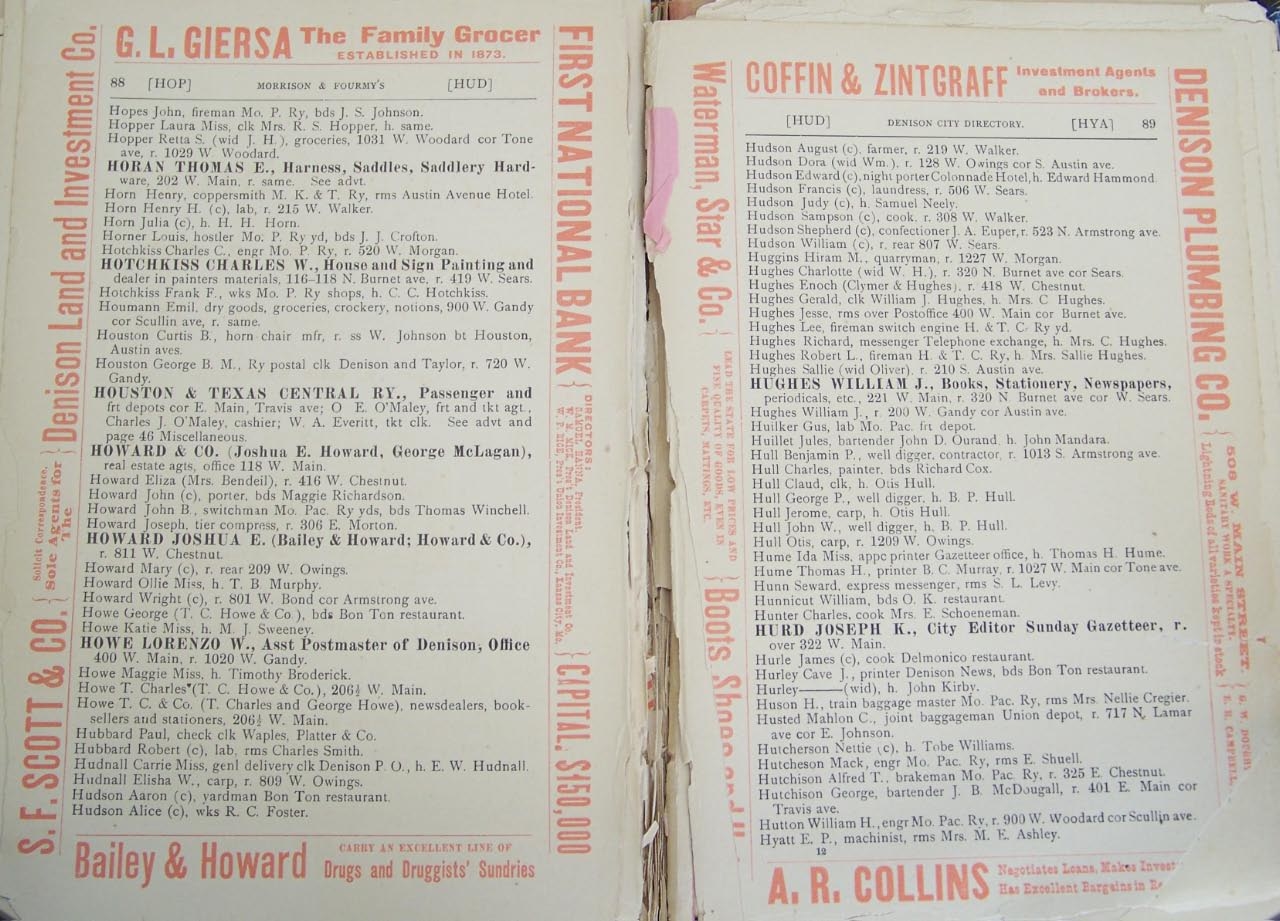 G. L. GIERSA The Family Grocer
ESTABLISHED IN 1873.
88 [HOP] MORRISON & FOURMY'S [HUD]
Hopes John, fireman Mo. P. Ry, bds J. S. Johnson.
Hopper Laura Miss, clk Mrs. R. S. Hopper, h. same.
Hopper Retta S. (wid J. H.), groceries, 1031 W. Woodard cor Tone
ave, r. 1029 W. Woodard.
HORAN THOMAS E., Harness, Saddles, Saddlery Hard-
ware, 202 W. Main, r. same. See advt.
Horn Henry, coppersmith M. K. & T. Ry, rms Austin Avenue Hotel.
Horn Henry H. (c), lab, r. 215 W. Walker.
Horn Julia (c), h. H. H. Horn.
Horner Louis, hostler Mo. P. Ry yd, bds J. J. Crofton.
Hotchkiss Charles C., engr Mo. P. Ry, r. 520 W. Morgan.
HOTCHKISS CHARLES W., House and Sign Painting and
dealer in painters materials, 116-118 N. Burnet ave, r. 419 W. Sears.
Hotchkiss Frank F., wks Mo. P. Ry shops, h. C. C. Hotchkiss.
Houmann Emil, dry goods, groceries, crockery, notions, 900 W. Gandy
cor Scullin ave, r. same.
Houston Curtis B., horn chair mfr, r. ss W. Johnson bt Houston,
Austin aves.
Houston George B. M., Ry postal clk Denison and Taylor, r. 720 W.
Gandy.
HOUSTON & TEXAS CENTRAL RY., Passenger and
frt depots cor E. Main, Travis ave; O E. O'Maley, frt and tkt agt.,
Charles J. O'Maley, cashier; W. A. Everitt, tkt clk. See advt and
page 46 Miscellaneous.
HOWARD & CO. (Joshua E. Howard, George McLagan),
real estate agts, office 118 W. Main.
Howard Eliza (Mrs. Bendeil), r. 416 W. Chestnut.
Howard John (c), porter, bds Maggie Richardson.
Howard John B., switchman Mo. Pac. Ry yds, bds Thomas Winchell.
Howard Joseph, tier compress, r. 306 E. Morton.
HOWARD JOSHUA E. (Bailey & Howard; Howard & Co.),
r. 811 W. Chestnut.
Howard Mary (c), r. rear 209 W. Owings.
Howard Ollie Miss, h. T. B. Murphy.
Howard Wright (c), r. 801 W. Bond cor Armstrong ave.
Howe George (T. C. Howe & Co.), bds Bon Ton restaurant.
Howe Katie Miss, h. M. J. Sweeney.
HOWE LORENZO W., Asst Postmaster of Denison, Office
400 W. Main, r. 1020 W. Gandy.
Howe Maggie Miss, h. Timothy Broderick.
Howe T. Charles (T. C. Howe & Co.), 206½ W. Main.
Howe T. C. & Co. (T. Charles and George Howe), newsdealers, book-
sellers and stationers, 206½ W. Main.
Hubbard Paul, check clk Waples, Platter & Co.
Hubbard Robert (c), lab, rms Charles Smith.
Hudnall Carrie Miss, genl delivery clk Denison P. O., h. E. W. Hudnall.
Hudnall Elisha W., carp, r. 809 W. Owings.
Hudson Aaron (c), yardman Bon Ton restaurant.
Hudson Alice (c), wks R. C. Foster.
Bailey & Howard CARRY AN EXCELLENT LINE OF
Drugs and Druggists' Sundries
S. F. SCOTT & CO. Solicit Correspondence.
Sole Agents for The Denison Land and Investment Co.
FIRST NATIONAL BANK
DIRECTORS:
SAMUEL HANNA, President.
W. M. MICE, Pres't Denison Land and Investment Co.
W. P. RICE, Pres't Union Investment Co., Kansas City, Mo.
CAPITAL, $150,000
COFFIN & ZINTGRAFF Investment Agents
and Brokers.
[HUD] DENISON CITY DIRECTORY. [HYA] 89
Hudson August (c), farmer, r. 219 W. Walker.
Hudson Dora (wid Wm.), r. 128 W. Owings cor S. Austin ave.
Hudson Edward (c), night porter Colonnade Hotel, h. Edward Hammond.
Hudson Francis (c), laundress, r. 506 W. Sears.
Hudson Judy (c), h. Samuel Neely.
Hudson Sampson (c), cook. r. 308 W. Walker.
Hudson Shepherd (c), confectioner J. A. Euper, r. 523 N. Armstrong ave.
Hudson William (c), r. rear 807 W. Sears.
Huggins Hiram M., quarryman, r. 1227 W. Morgan.
Hughes Charlotte (wid W. H.), r. 320 N. Burnet ave cor Sears.
Hughes Enoch (Clymer & Hughes), r. 418 W. Chestnut.
Hughes Gerald, clk William J. Hughes, h. Mrs. C Hughes.
Hughes Jesse, rms over Postoffice 400 W. Main cor Burnet ave.
Hughes Lee, fireman switch engine H. & T. C. Ry yd.
Hughes Richard, messenger Telephone exchange, h. Mrs. C. Hughes.
Hughes Robert L., fireman H. & T. C. Ry, h. Mrs. Sallie Hughes.
Hughes Sallie (wid Oliver), r. 210 S. Austin ave.
HUGHES WILLIAM J., Books, Stationery, Newspapers,
periodicals, etc., 221 W. Main, r. 320 N. Burnet ave cor W. Sears.
Hughes William J., r. 200 W. Gandy cor Austin ave.
Huilker Gus, lab Mo. Pac. frt depot.
Huillet Jules, bartender John D. Ourand, h. John Mandara.
Hull Benjamin P., well digger, contractor, r. 1013 S. Armstrong ave.
Hull Charles, painter, bds Richard Cox.
Hull Claud, clk, h. Otis Hull.
Hull George P., well digger, h. B. P. Hull.
Hull Jerome, carp, h. Otis Hull.
Hull John W., well digger, h. B. P. Hull.
Hull Otis, carp, r. 1209 W. Owings.
Hume Ida Miss, appc printer Gazetteer office, h. Thomas H. Hume.
Hume Thomas H., printer B. C. Murray, r. 1027 W. Main cor Tone ave.
Hunn Seward, express messenger, rms S. L. Levy.
Hunnicut William, bds O. K. restaurant.
Hunter Charles, cook Mrs. E. Schoeneman.
HURD JOSEPH K., City Editor Sunday Gazetteer, r.
over 322 W. Main.
Hurle James (c), cook Delmonico restaurant.
Hurley Cave J., printer Denison News, bds Bon Ton restaurant.
Hurley——(wid), h. John Kirby.
Huson H., train baggage master Mo. Pac. Ry, rms Mrs. Nellie Cregier.
Husted Mahlon C., joint baggageman Union depot, r. 717 N. Lamar
ave cor E. Johnson.
Hutcherson Nettie (c), h. Tobe Williams.
Hutcheson Mack, engr Mo. Pac. Ry, rms E. Shuell.
Hutchison Alfred T., brakeman Mo. Pac. Ry, r. 325 E. Chestnut.
Hutchison George, bartender J. B. McDougall, r. 401 E. Main cor
Travis ave.
Hutton William H., engr Mo. Pac. Ry, r. 900 W. Woodard cor Scullin ave.
Hyatt E. P., machinist, rms Mrs. M. E. Ashley.
12
A. R. COLLINS Negotiates Loans, Makes Invest
Has Excellent Bargains in Re
Waterman, Star & Co.
LEAD THE STATE FOR LOW PRICES AND
FINE QUALITY OF GOODS, EVEN IN
CARPETS, MATTINGS, ETC.
Boots Shoes
DENISON PLUMBING CO.
508 W. MAIN STREET.
SANITARY WORK A SPECIALTY.
Lightning Rods of all varieties kept in stock
G. W. DOUGHY
E. H. CAMPBELL